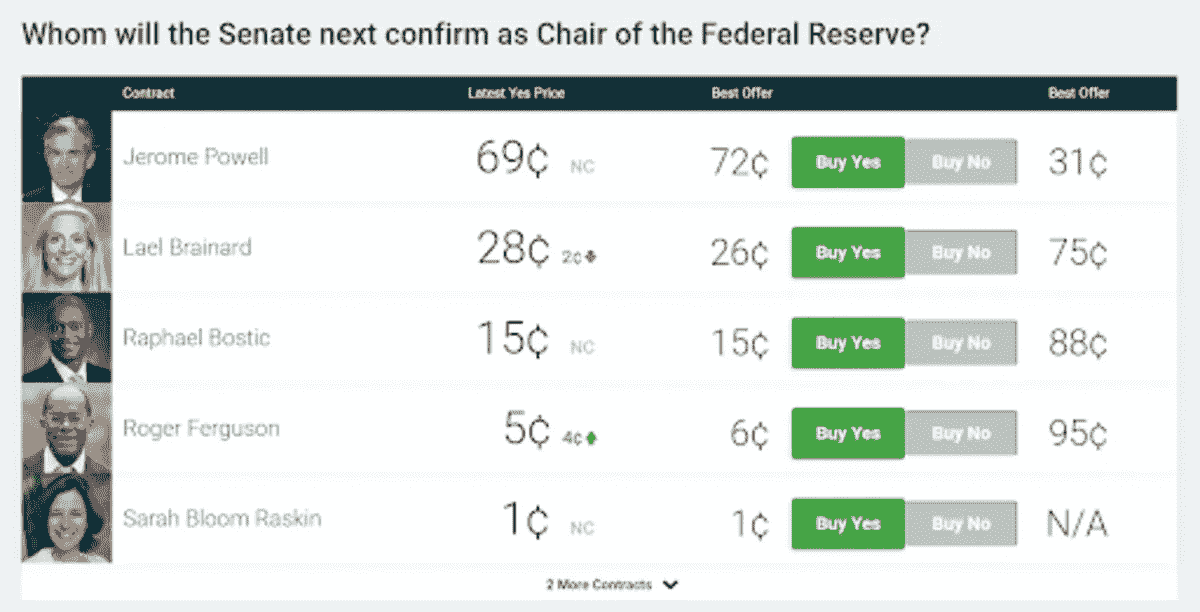 Whom will the Senate next confirm as Chair of the Federal Reserve?
Contract Latest Yes Price Best Offer Best Offer
Jerome Powell 69¢ NC 72¢ Buy Yes Buy No 31¢
Lael Brainard 28¢ 2¢ 26¢ Buy Yes Buy No 75¢
Raphael Bostic 15¢ NC 15¢ Buy Yes Buy No 88¢
Roger Ferguson 5¢ 4¢ 6¢ Buy Yes Buy No 95¢
Sarah Bloom Raskin 1¢ NC 1¢ Buy Yes Buy No N/A
2 More Contracts